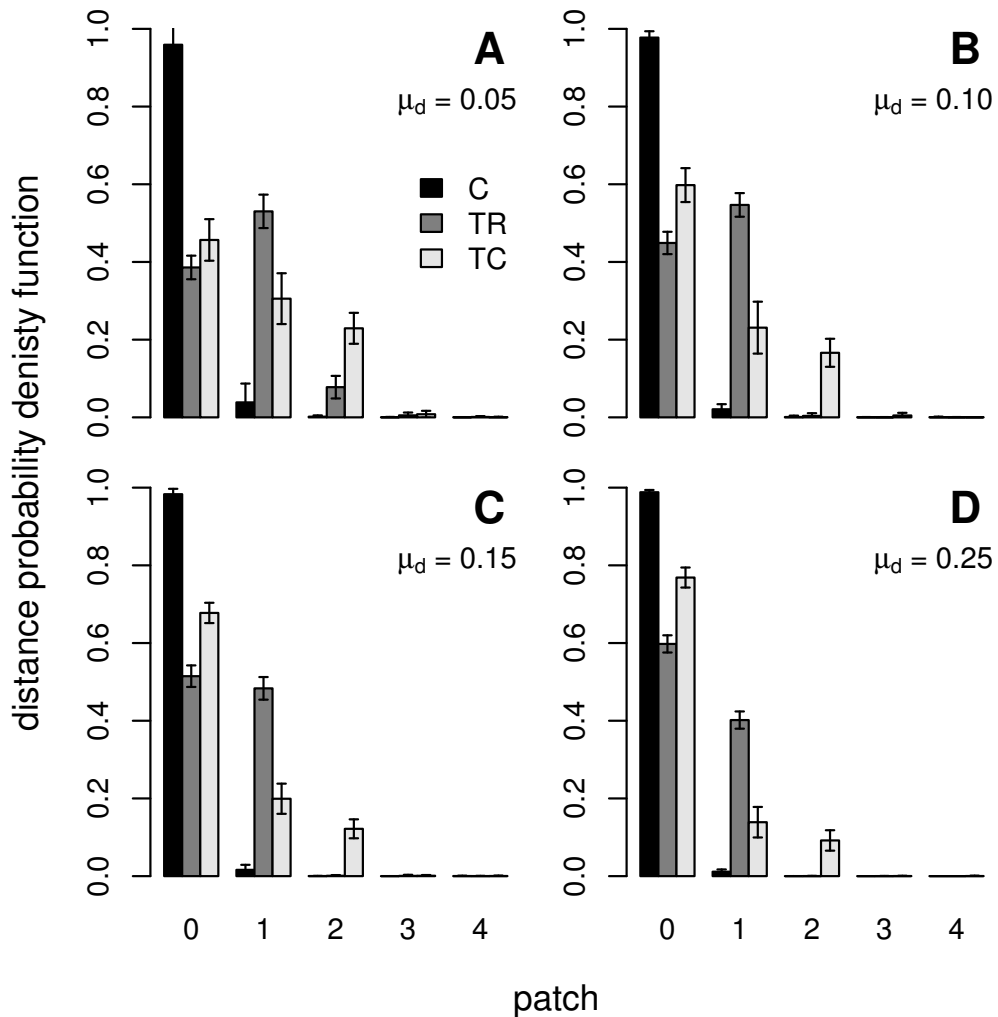 distance probability denisty function
1.0
0.8
0.6
0.4
0.2
0.0
A
μd = 0.05
C
TR
TC
1.0
0.8
0.6
0.4
0.2
0.0
B
μd = 0.10
1.0
0.8
0.6
0.4
0.2
0.0
C
μd = 0.15
0 1 2 3 4
1.0
0.8
0.6
0.4
0.2
0.0
D
μd = 0.25
0 1 2 3 4
patch